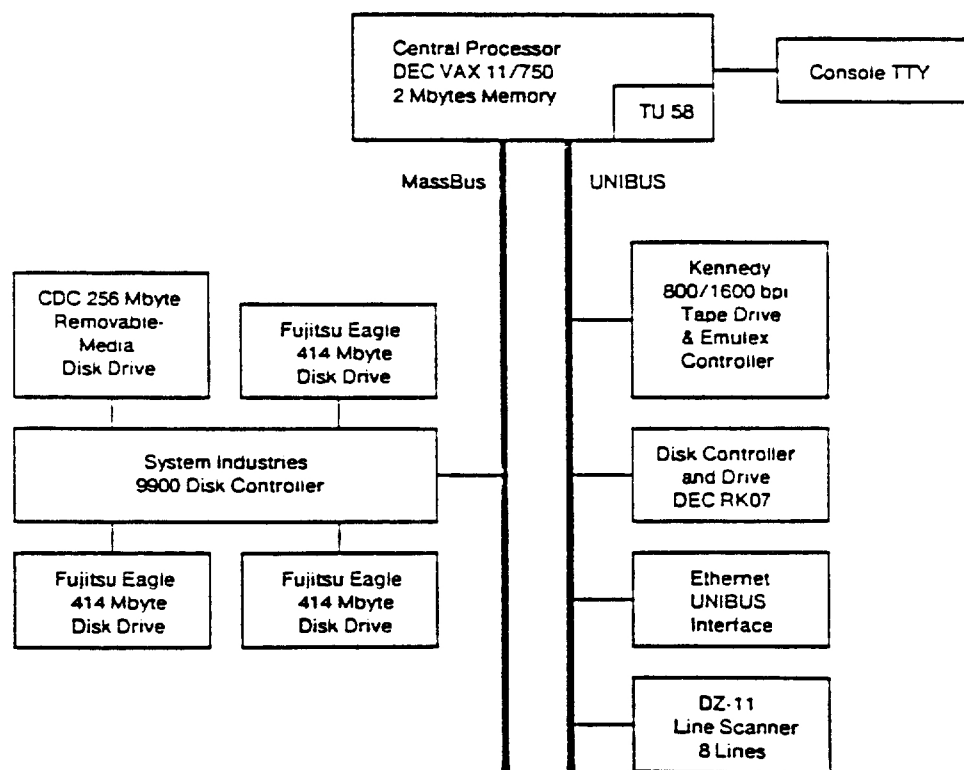 Central Processor
DEC VAX 11/750
2 Mbytes Memory
TU 58
Console TTY
MassBus
UNIBUS
CDC 256 Mbyte
Removable-
Media
Disk Drive
Fujitsu Eagle
414 Mbyte
Disk Drive
Kennedy
800/1600 bpi
Tape Drive
& Emulex
Controller
System Industries
9900 Disk Controller
Disk Controller
and Drive
DEC RK07
Fujitsu Eagle
414 Mbyte
Disk Drive
Fujitsu Eagle
414 Mbyte
Disk Drive
Ethernet
UNIBUS
Interface
DZ-11
Line Scanner
8 Lines